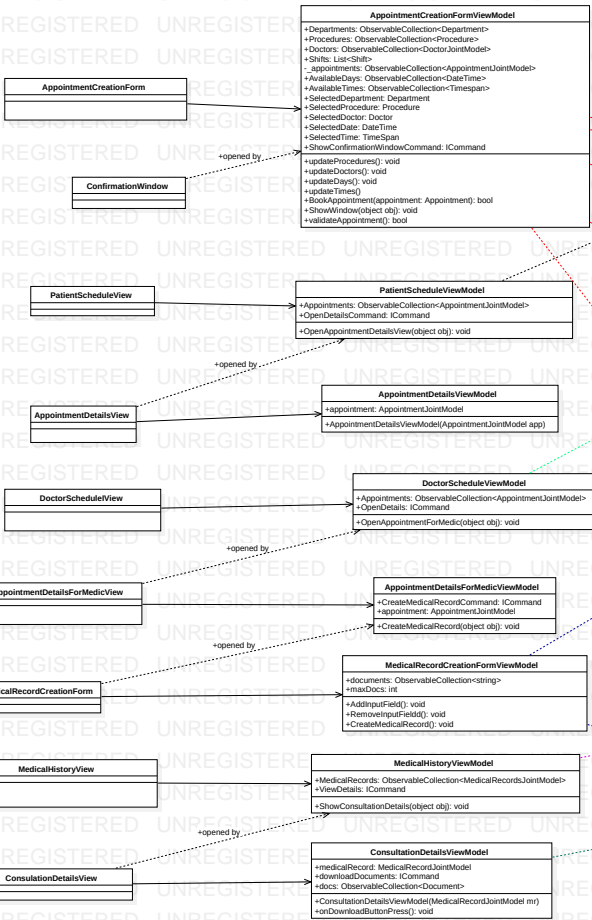 AppointmentCreationFormViewModel
+Departments: ObservableCollection<Department>
+Procedures: ObservableCollection<Procedure>
+Doctors: ObservableCollection<DoctorJointModel>
+Shifts: List<Shift>
-_appointments: ObservableCollection<AppointmentJointModel>
+AvailableDays: ObservableCollection<DateTime>
+AvailableTimes: ObservableCollection<Timespan>
+SelectedDepartment: Department
+SelectedProcedure: Procedure
+SelectedDoctor: Doctor
+SelectedDate: DateTime
+SelectedTime: TimeSpan
+ShowConfirmationWindowCommand: ICommand
+updateProcedures(): void
+updateDoctors(): void
+updateDays(): void
+updateTimes()
+BookAppointment(appointment: Appointment): bool
+ShowWindow(object obj): void
+validateAppointment(): bool
AppointmentCreationForm
+opened by
ConfirmationWindow
PatientScheduleView
PatientScheduleViewModel
+Appointments: ObservableCollection<AppointmentJointModel>
+OpenDetailsCommand: ICommand
+OpenAppointmentDetailsView(object obj): void
+opened by
AppointmentDetailsView
AppointmentDetailsViewModel
+appointment: AppointmentJointModel
+AppointmentDetailsViewModel(AppointmentJointModel app)
DoctorScheduleIView
DoctorScheduleViewModel
+Appointments: ObservableCollection<AppointmentJointModel>
+OpenDetails: ICommand
+OpenAppointmentForMedic(object obj): void
+opened by
ppointmentDetailsForMedicView
AppointmentDetailsForMedicViewModel
+CreateMedicalRecordCommand: ICommand
+appointment: AppointmentJointModel
+CreateMedicalRecord(object obj): void
+opened by
calRecordCreationForm
MedicalRecordCreationFormViewModel
+documents: ObservableCollection<string>
+maxDocs: int
+AddInputField(): void
+RemoveInputFieldd(): void
+CreateMedicalRecord(): void
MedicalHistoryView
MedicalHistoryViewModel
+MedicalRecords: ObservableCollection<MedicalRecordsJointModel>
+ViewDetails: ICommand
+ShowConsultationDetails(object obj): void
+opened by
ConsulationDetailsView
ConsultationDetailsViewModel
+medicalRecord: MedicalRecordJointModel
+downloadDocuments: ICommand
+docs: ObservableCollection<Document>
+ConsultationDetailsViewModel(MedicalRecordJointModel mr)
+onDownloadButtonPress(): void